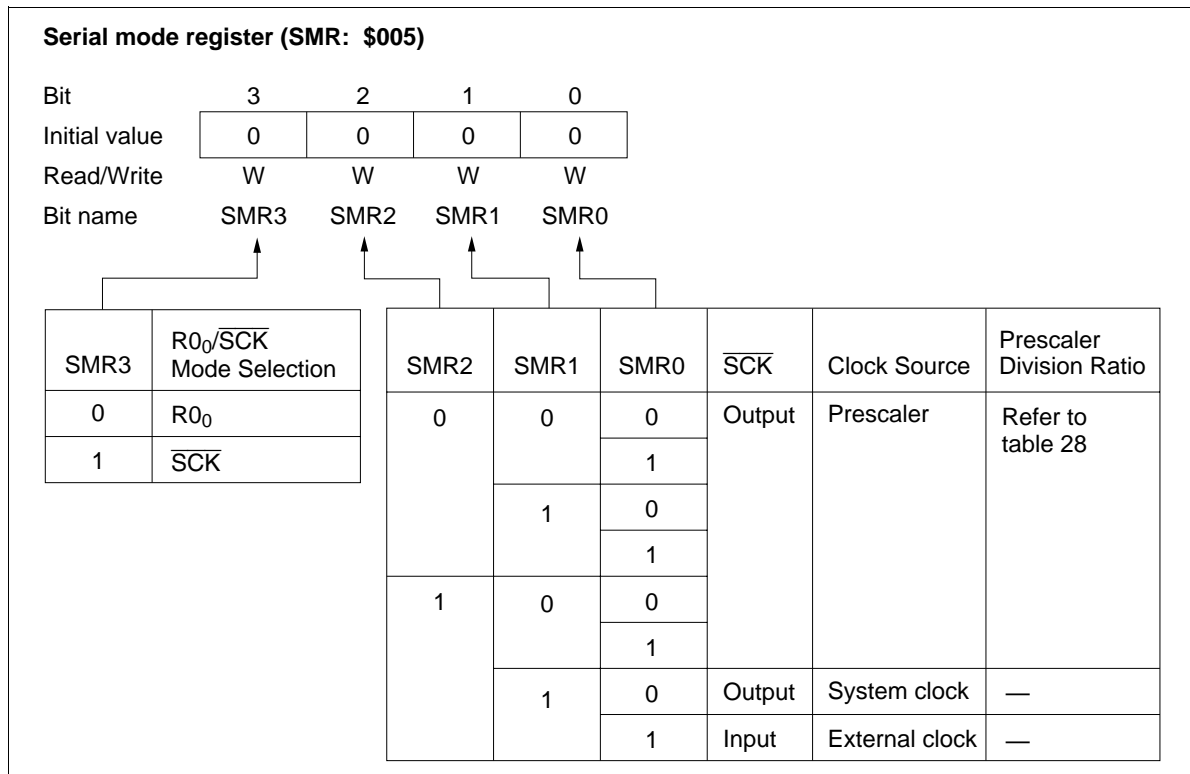 Serial mode register (SMR: $005)
Bit 3 2 1 0
Initial value 0 0 0 0
Read/Write W W W W
Bit name SMR3 SMR2 SMR1 SMR0
SMR3 R0₀/S̅C̅K̅ Mode Selection
0 R0₀
1 S̅C̅K̅
SMR2 SMR1 SMR0 S̅C̅K̅ Clock Source Prescaler Division Ratio
0 0 0 Output Prescaler Refer to table 28
1
1 0
1
1 0 0
1
1 0 Output System clock —
1 Input External clock —